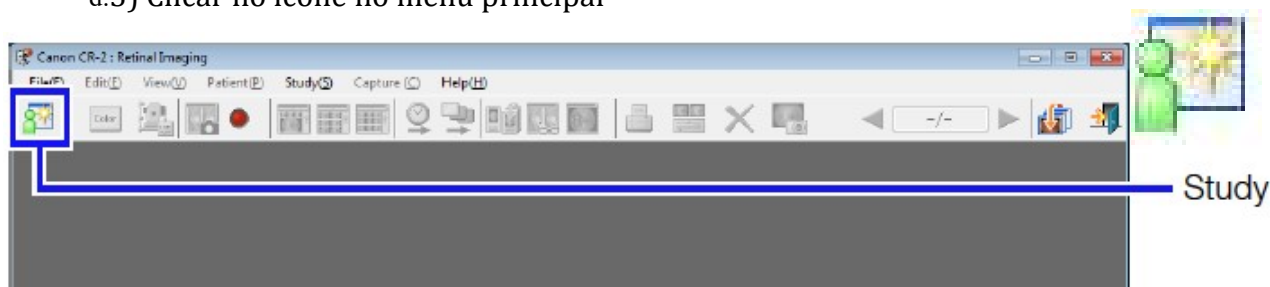 d.3) Clicar no ícone no menu principal
Canon CR-2 : Retinal Imaging
File(F) Edit(E) View(V) Patient(P) Study(S) Capture (C) Help(H)
Color
-/-
Study